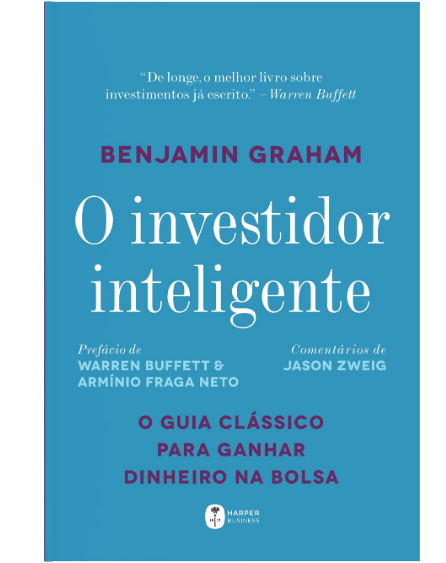 “De longe, o melhor livro sobre
investimentos já escrito.” – Warren Buffett
BENJAMIN GRAHAM
O investidor
inteligente
Prefácio de
WARREN BUFFETT &
ARMÍNIO FRAGA NETO
Comentários de
JASON ZWEIG
O GUIA CLÁSSICO
PARA GANHAR
DINHEIRO NA BOLSA
HARPER
BUSINESS